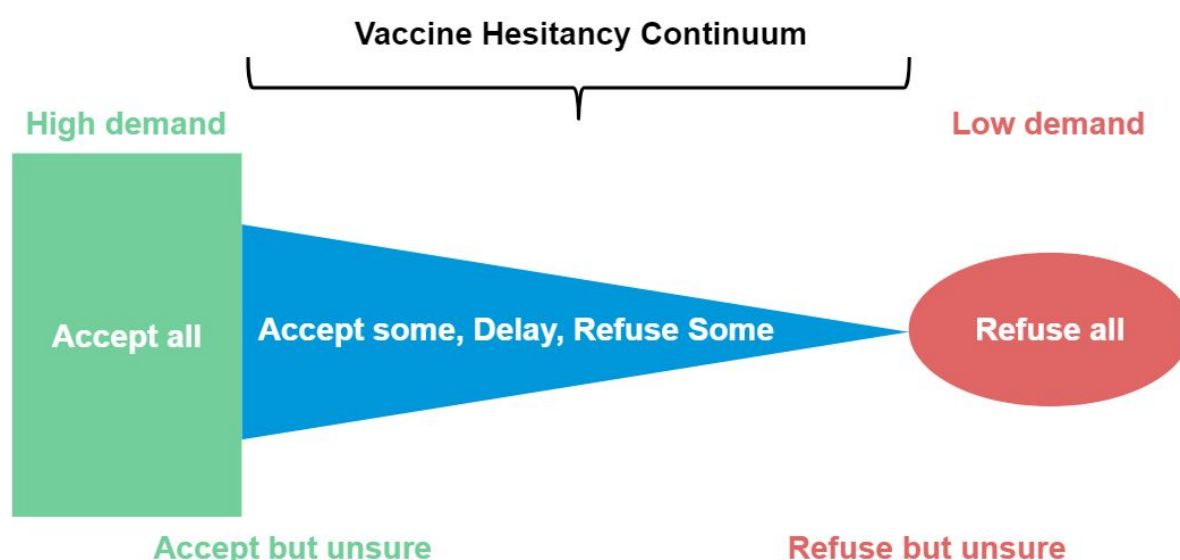 Vaccine Hesitancy Continuum
High demand
Low demand
Accept all
Accept some, Delay, Refuse Some
Refuse all
Accept but unsure
Refuse but unsure